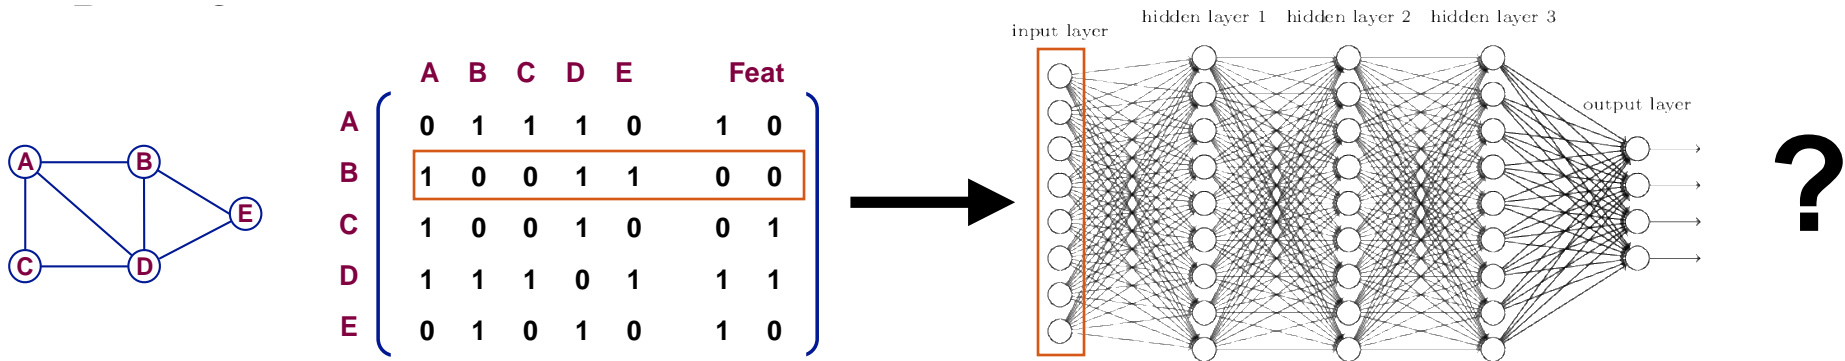 hidden layer 1 hidden layer 2 hidden layer 3
input layer
A B C D E Feat
output layer
A 0 1 1 1 0 1 0
B 1 0 0 1 1 0 0
C 1 0 0 1 0 0 1
D 1 1 1 0 1 1 1
E 0 1 0 1 0 1 0
A B
E
C D
?